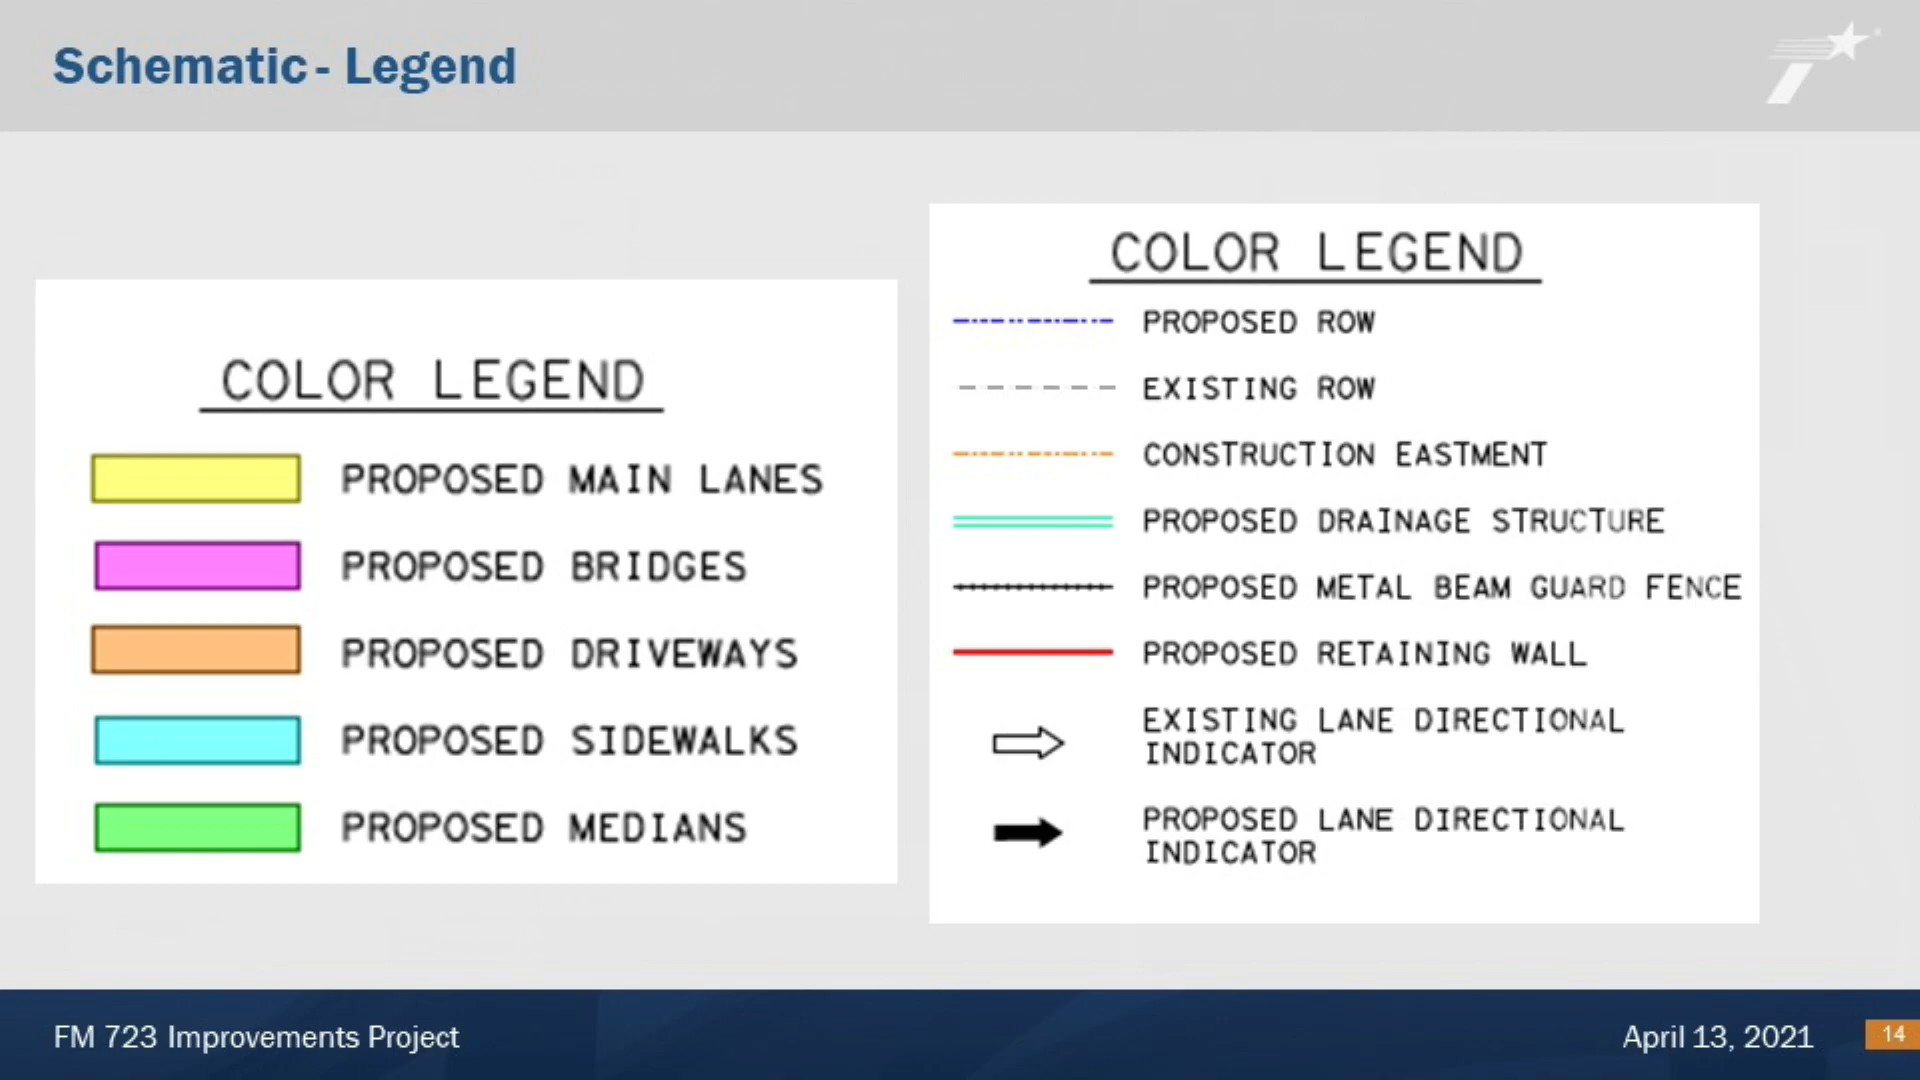 Schematic - Legend
COLOR LEGEND
PROPOSED MAIN LANES
PROPOSED BRIDGES
PROPOSED DRIVEWAYS
PROPOSED SIDEWALKS
PROPOSED MEDIANS
COLOR LEGEND
PROPOSED ROW
EXISTING ROW
CONSTRUCTION EASTMENT
PROPOSED DRAINAGE STRUCTURE
PROPOSED METAL BEAM GUARD FENCE
PROPOSED RETAINING WALL
EXISTING LANE DIRECTIONAL
INDICATOR
PROPOSED LANE DIRECTIONAL
INDICATOR
FM 723 Improvements Project
April 13, 2021
14